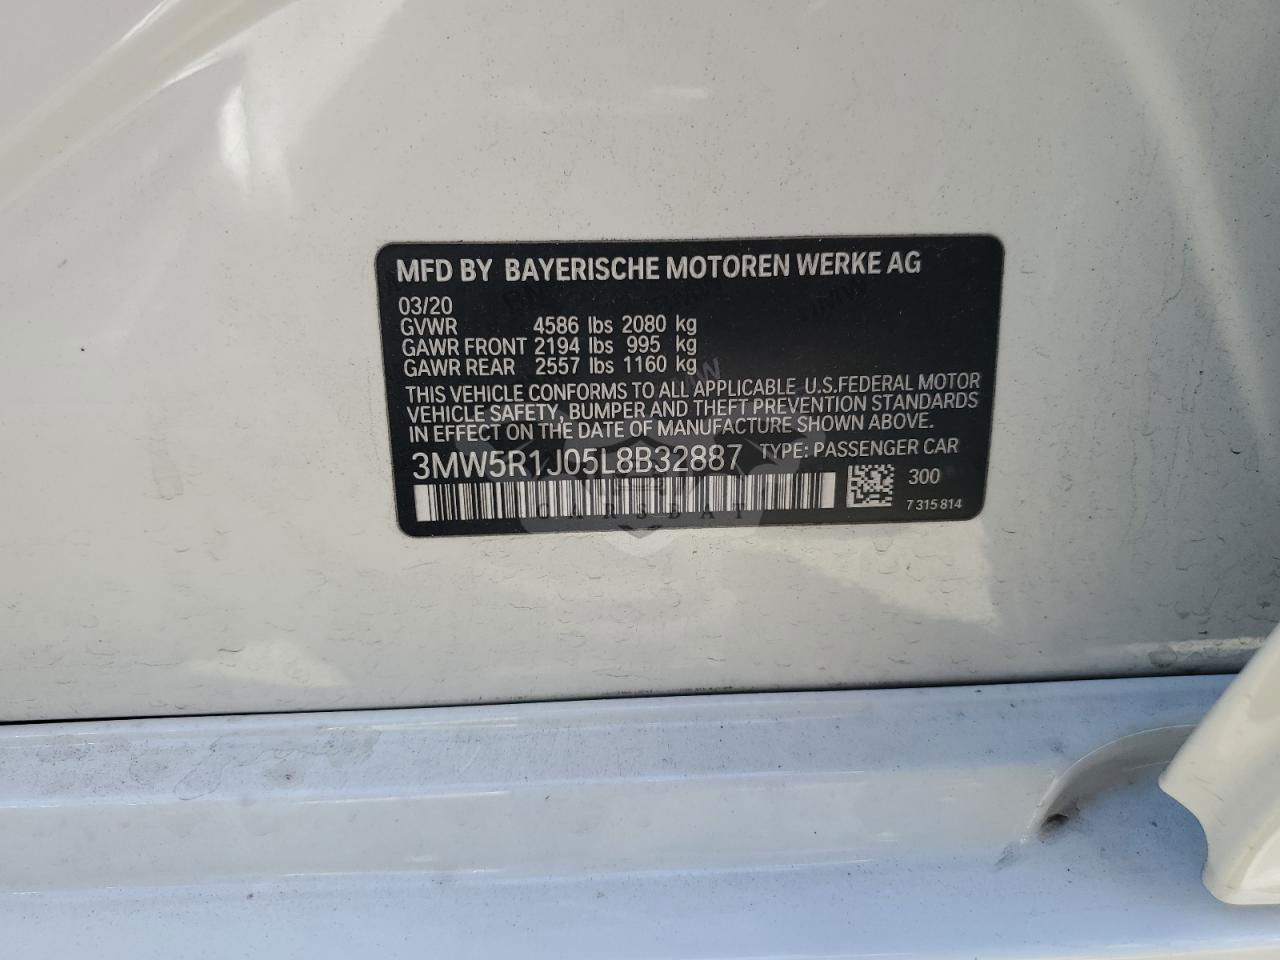 MFD BY BAYERISCHE MOTOREN WERKE AG
03/20
GVWR 4586 lbs 2080 kg
GAWR FRONT 2194 lbs 995 kg
GAWR REAR 2557 lbs 1160 kg
THIS VEHICLE CONFORMS TO ALL APPLICABLE U.S.FEDERAL MOTOR
VEHICLE SAFETY, BUMPER AND THEFT PREVENTION STANDARDS
IN EFFECT ON THE DATE OF MANUFACTURE SHOWN ABOVE.
3MW5R1J05L8B32887 TYPE: PASSENGER CAR
300
7 315 814
CARSBAT